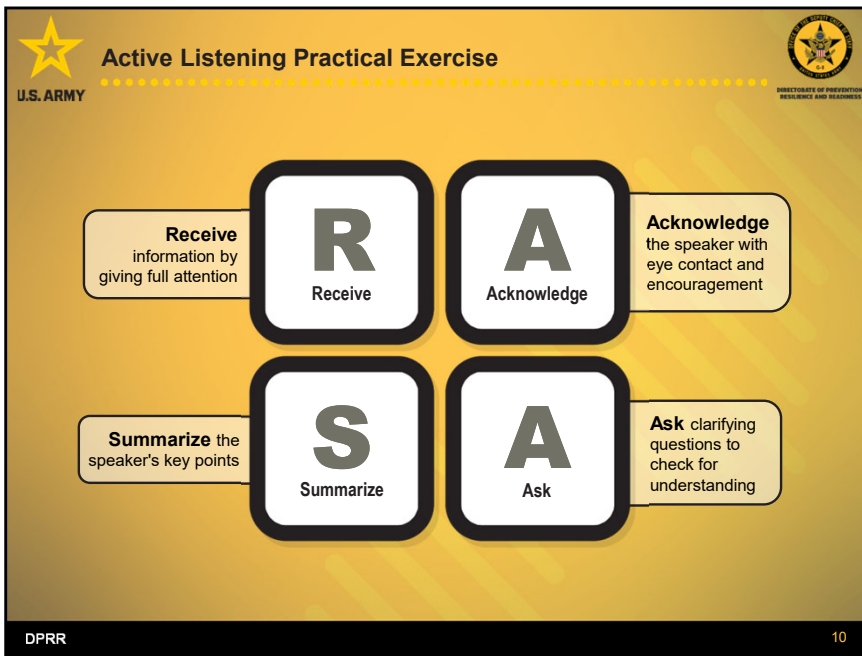 Active Listening Practical Exercise
U.S. ARMY
DIRECTORATE OF PREVENTION
RESILIENCE AND READINESS
Receive
information by
giving full attention
R
Receive
A
Acknowledge
Acknowledge
the speaker with
eye contact and
encouragement
Summarize the
speaker's key points
S
Summarize
A
Ask
Ask clarifying
questions to
check for
understanding
DPRR
10